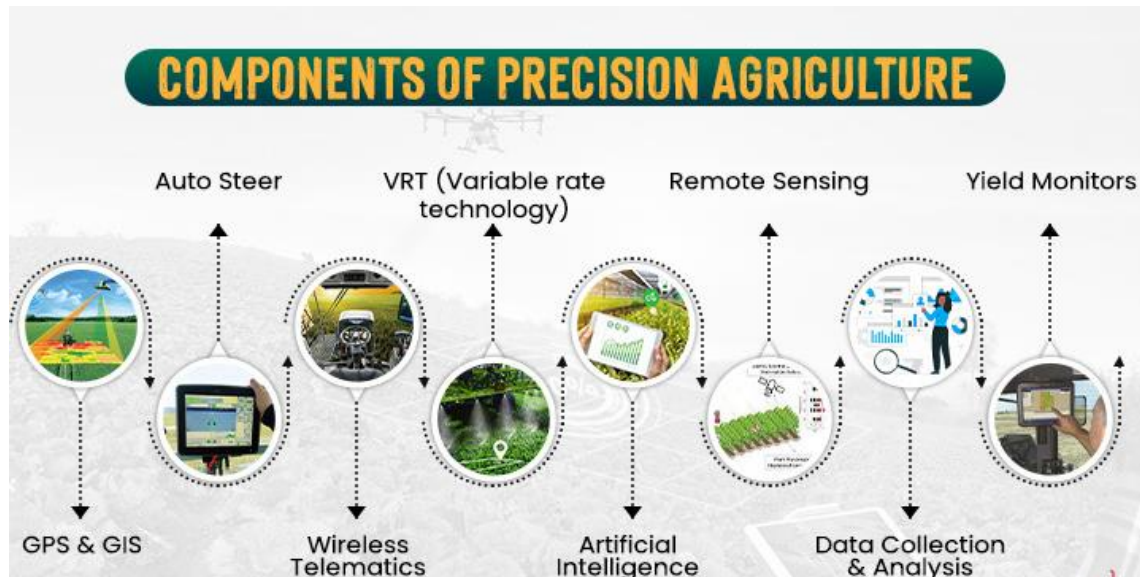 COMPONENTS OF PRECISION AGRICULTURE
Auto Steer
VRT (Variable rate
technology)
Remote Sensing
Yield Monitors
GPS & GIS
Wireless
Telematics
Artificial
Intelligence
Data Collection
& Analysis